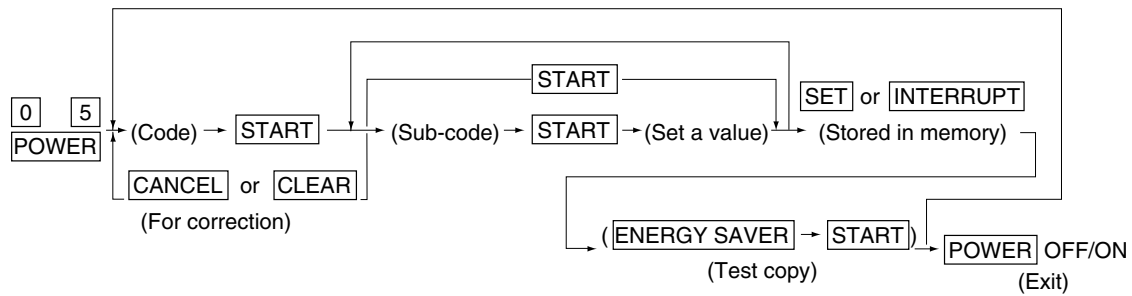 START
SET or INTERRUPT
0 5
POWER
(Code) START (Sub-code) START (Set a value) (Stored in memory)
CANCEL or CLEAR
(For correction)
(ENERGY SAVER START)
(Test copy)
POWER OFF/ON
(Exit)